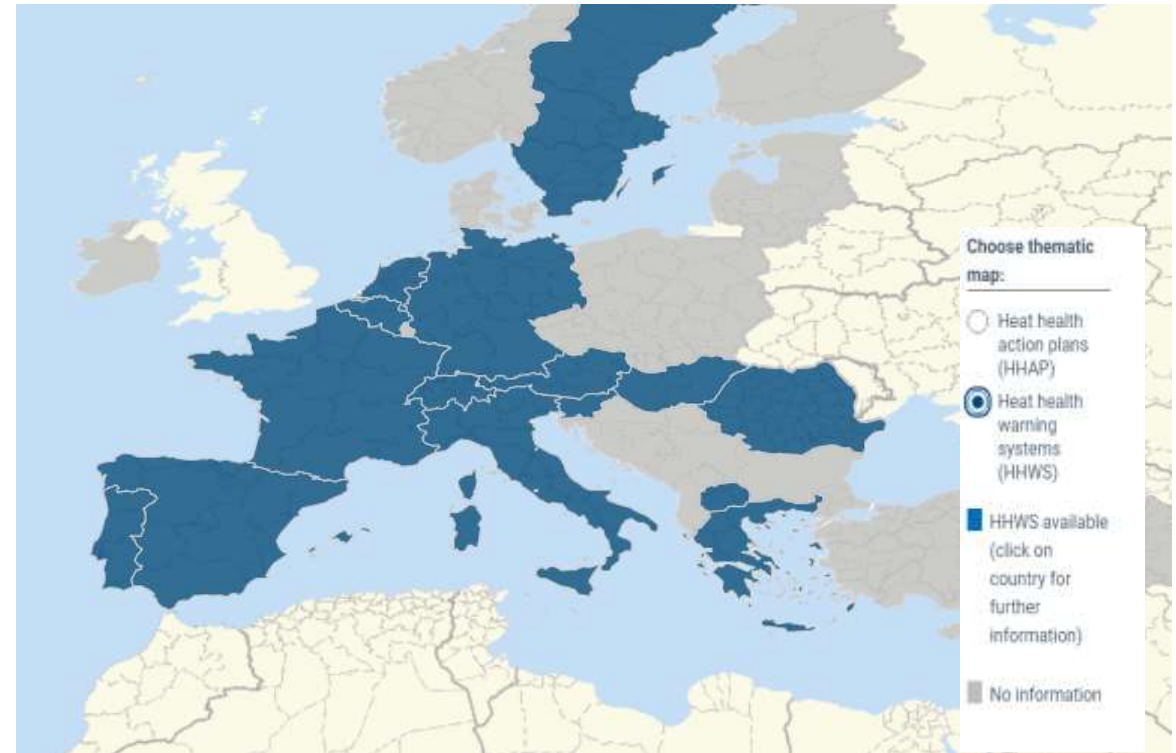 Choose thematic
map:
Heat health
action plans
(HHAP)
Heat health
warning
systems
(HHWS)
HHWS available
(click on
country for
further
information)
No information